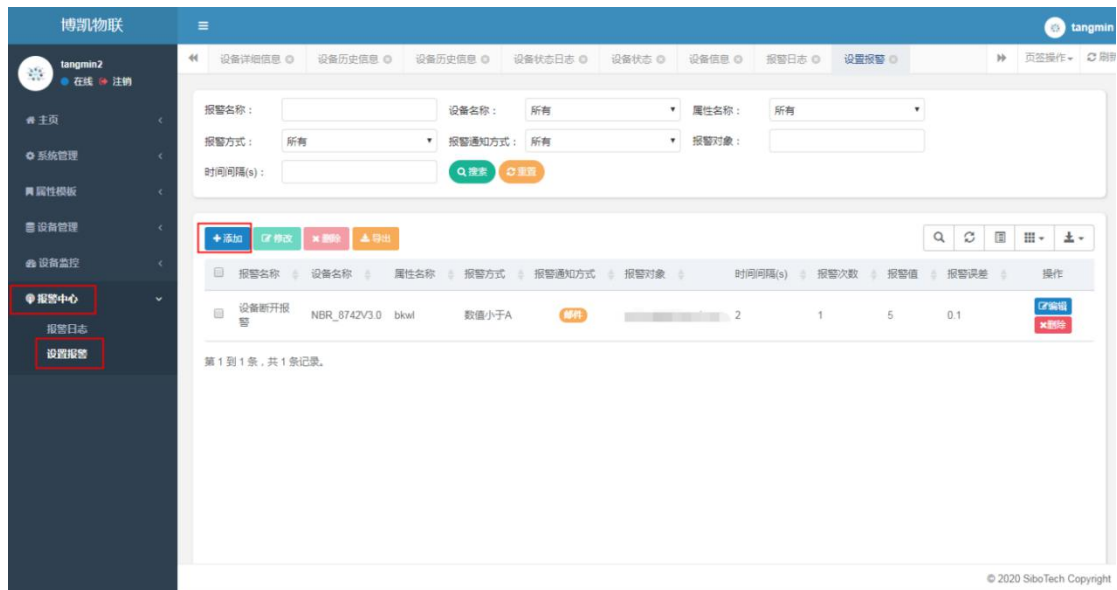 博凯物联
tangmin
tangmin2
在线 注销
设备详细信息 设备历史信息 设备历史信息 设备状态日志 设备状态 设备信息 报警日志 设置报警 页签操作 刷新
主页
系统管理
属性模板
设备管理
设备监控
报警中心
报警日志
设置报警
报警名称： 设备名称： 所有 属性名称： 所有
报警方式： 所有 报警通知方式： 所有 报警对象：
时间间隔(s)： 搜索 重置
添加 修改 删除 导出
报警名称 设备名称 属性名称 报警方式 报警通知方式 报警对象 时间间隔(s) 报警次数 报警值 报警误差 操作
设备断开报警 NBR_8742V3.0 bkwl 数值小于A 邮件 2 1 5 0.1 编辑 删除
第 1 到 1 条，共 1 条记录。
© 2020 SiboTech Copyright